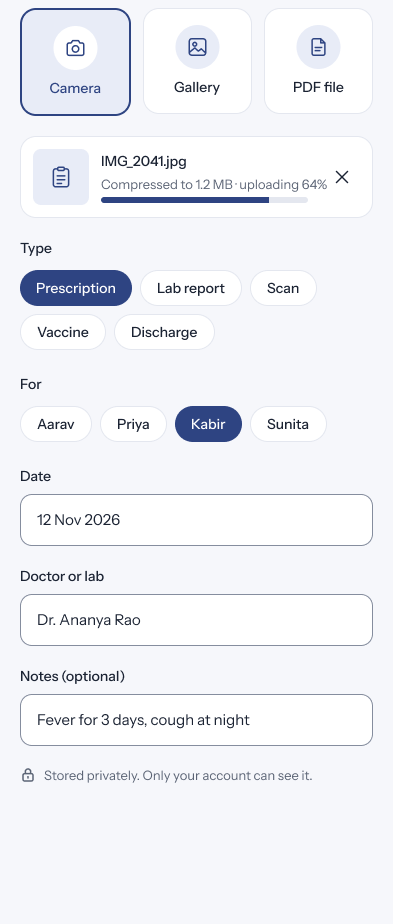 Camera
Gallery
PDF file
IMG_2041.jpg
Compressed to 1.2 MB · uploading 64%
Type
Prescription
Lab report
Scan
Vaccine
Discharge
For
Aarav
Priya
Kabir
Sunita
Date
12 Nov 2026
Doctor or lab
Dr. Ananya Rao
Notes (optional)
Fever for 3 days, cough at night
Stored privately. Only your account can see it.